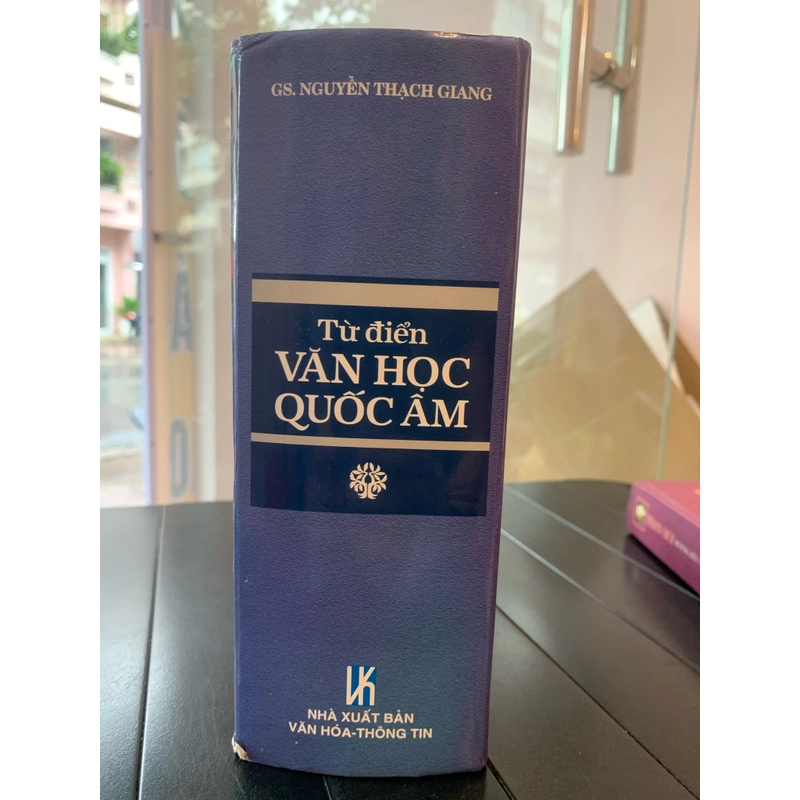 GS. NGUYỄN THẠCH GIANG
Từ điển
VĂN HỌC
QUỐC ÂM
NHÀ XUẤT BẢN
VĂN HÓA-THÔNG TIN